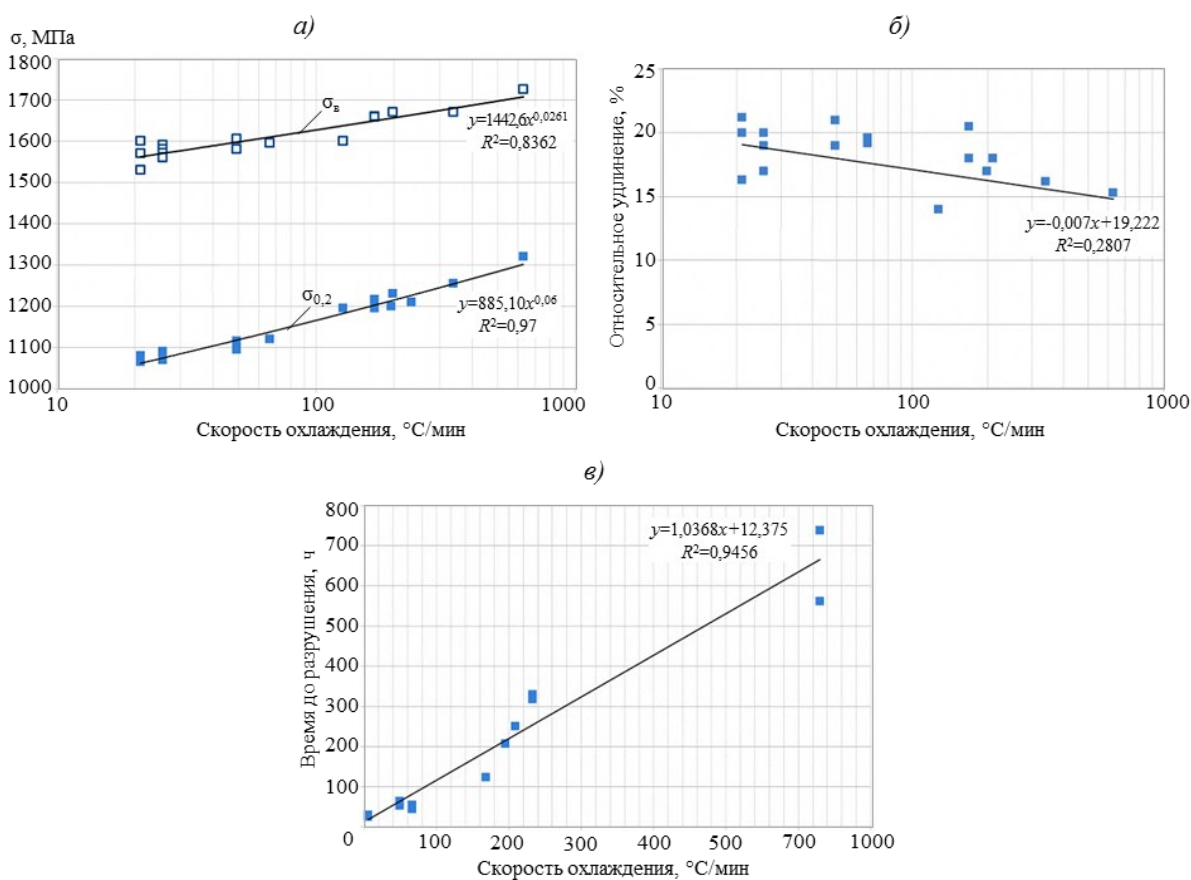 а)
σ, МПа
1800
1700
1600
1500
1400
1300
1200
1100
1000
σв
y=1442,6x^0,0261
R²=0,8362
σ0,2
y=885,10x^0,06
R²=0,97
10
100
1000
Скорость охлаждения, °С/мин
б)
Относительное удлинение, %
25
20
15
10
5
0
y=-0,007x+19,222
R²=0,2807
10
100
1000
Скорость охлаждения, °С/мин
в)
Время до разрушения, ч
800
700
600
500
300
200
100
y=1,0368x+12,375
R²=0,9456
0
100
200
300
400
600
700
1000
Скорость охлаждения, °С/мин